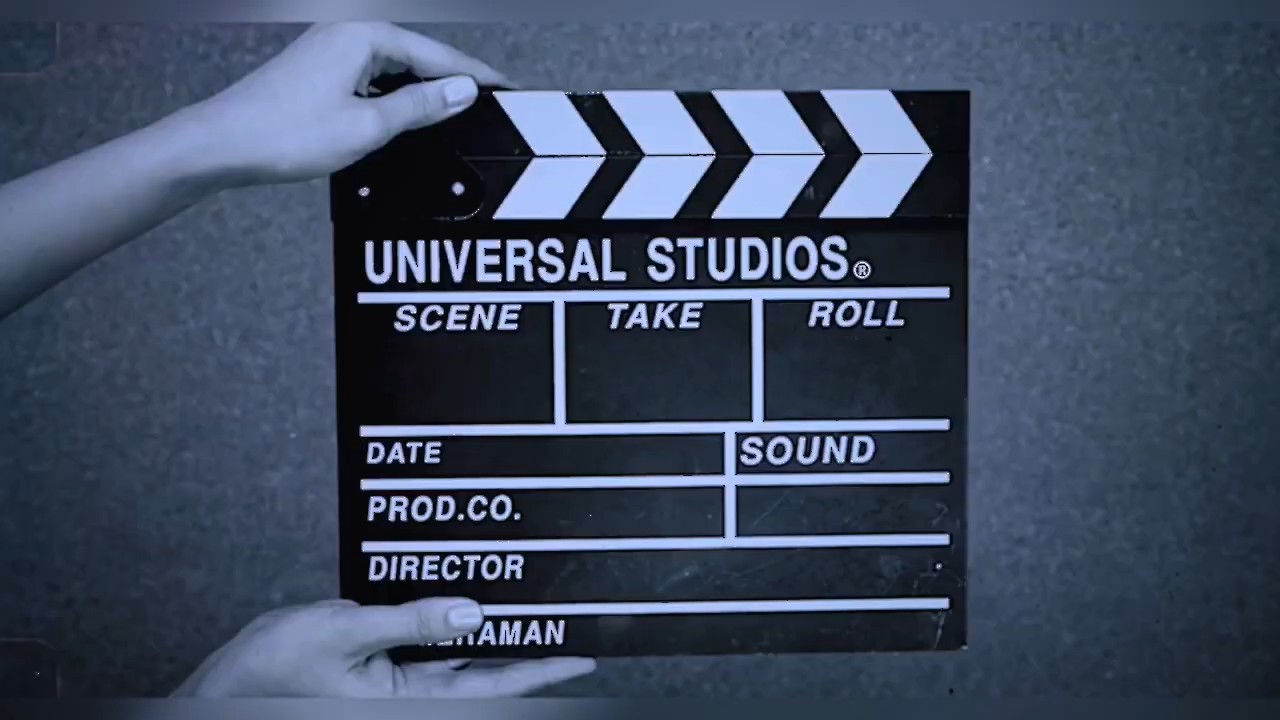 UNIVERSAL STUDIOS®
SCENE TAKE ROLL
DATE SOUND
PROD.CO.
DIRECTOR